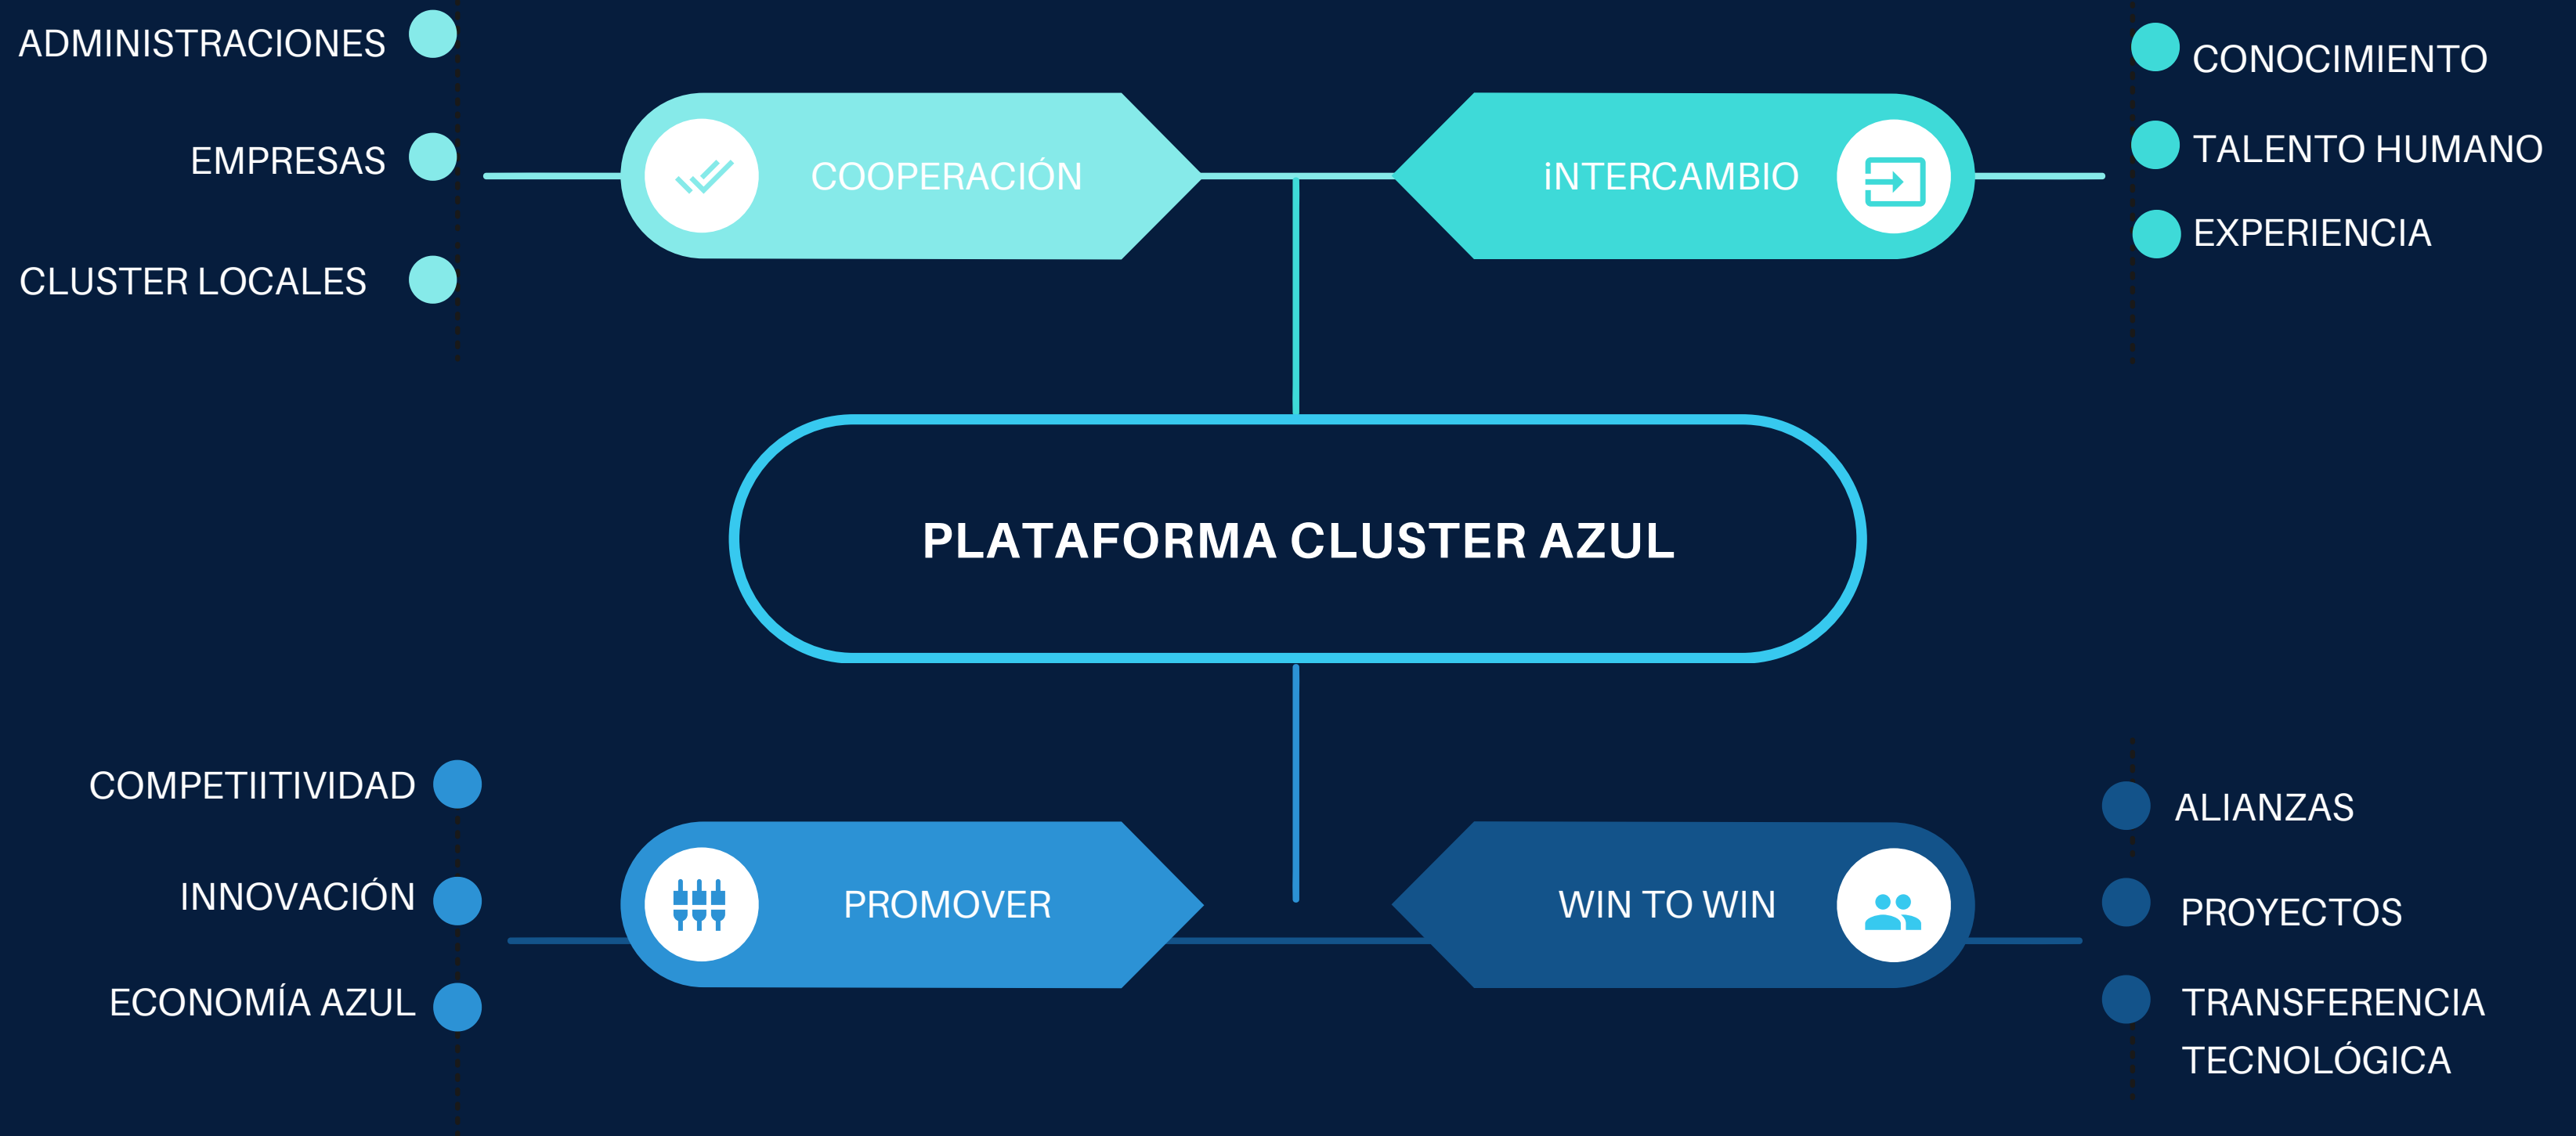 ADMINISTRACIONES
EMPRESAS
CLUSTER LOCALES
COOPERACIÓN
iNTERCAMBIO
CONOCIMIENTO
TALENTO HUMANO
EXPERIENCIA
PLATAFORMA CLUSTER AZUL
COMPETIITIVIDAD
INNOVACIÓN
ECONOMÍA AZUL
PROMOVER
WIN TO WIN
ALIANZAS
PROYECTOS
TRANSFERENCIA
TECNOLÓGICA